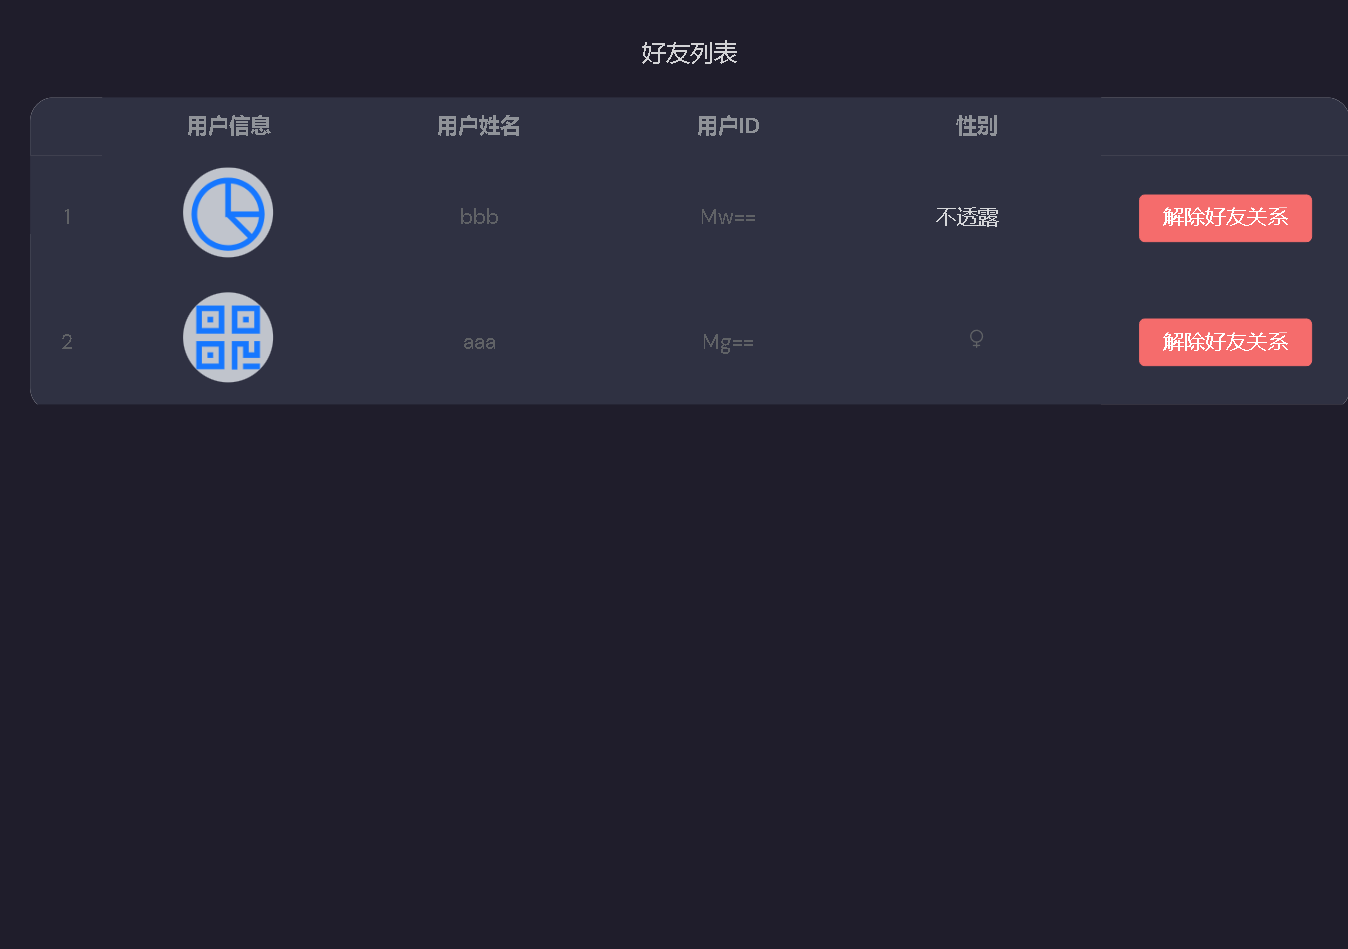 好友列表
用户信息 用户姓名 用户ID 性别
1 bbb Mw== 不透露 解除好友关系
2 aaa Mg== ♀ 解除好友关系